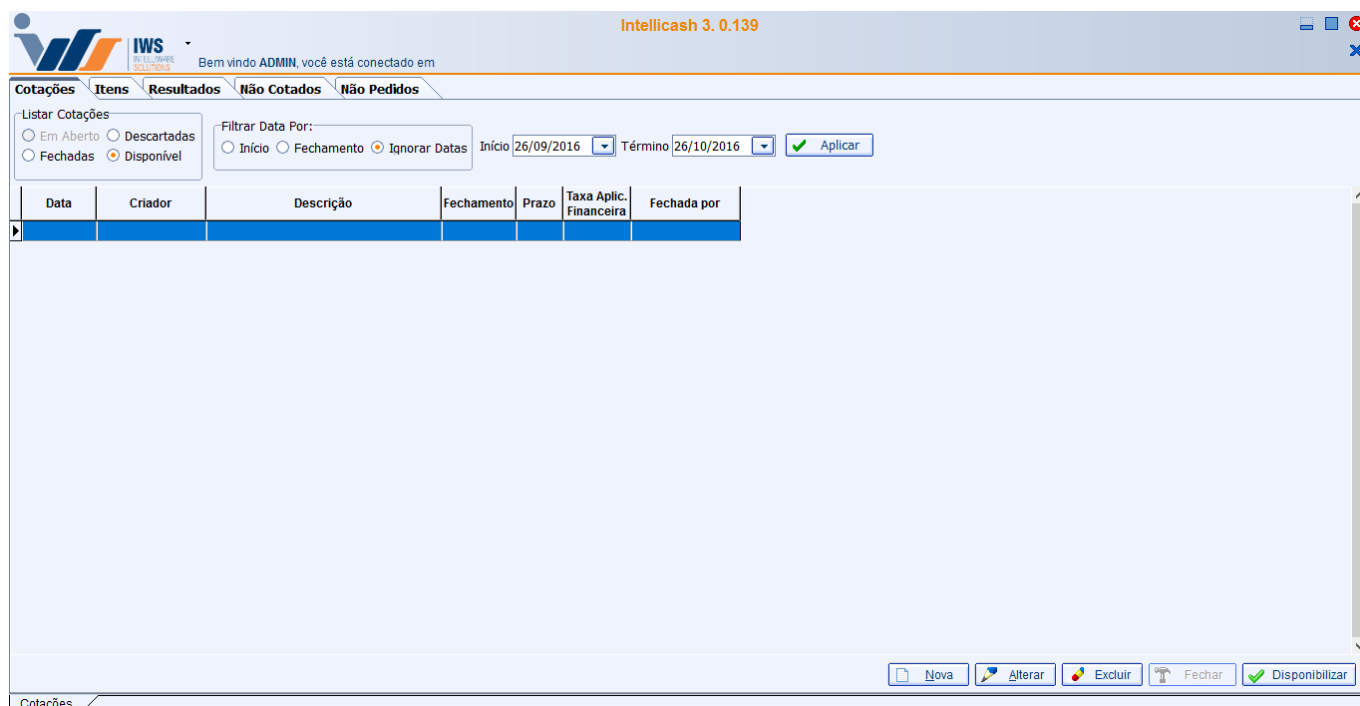 Intellicash 3. 0.139
IWS
INTELLIWARE
SOLUTIONS
Bem vindo ADMIN, você está conectado em
Cotações Itens Resultados Não Cotados Não Pedidos
Listar Cotações
Em Aberto Descartadas
Fechadas Disponível
Filtrar Data Por:
Início Fechamento Ignorar Datas
Início 26/09/2016 Término 26/10/2016 Aplicar
Data Criador Descrição Fechamento Prazo Taxa Aplic. Financeira Fechada por
Nova Alterar Excluir Fechar Disponibilizar
Cotações